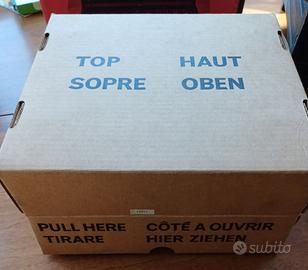 TOP HAUT
SOPRE OBEN
PULL HERE CÔTÉ A OUVRIR
TIRARE HIER ZIEHEN
subito